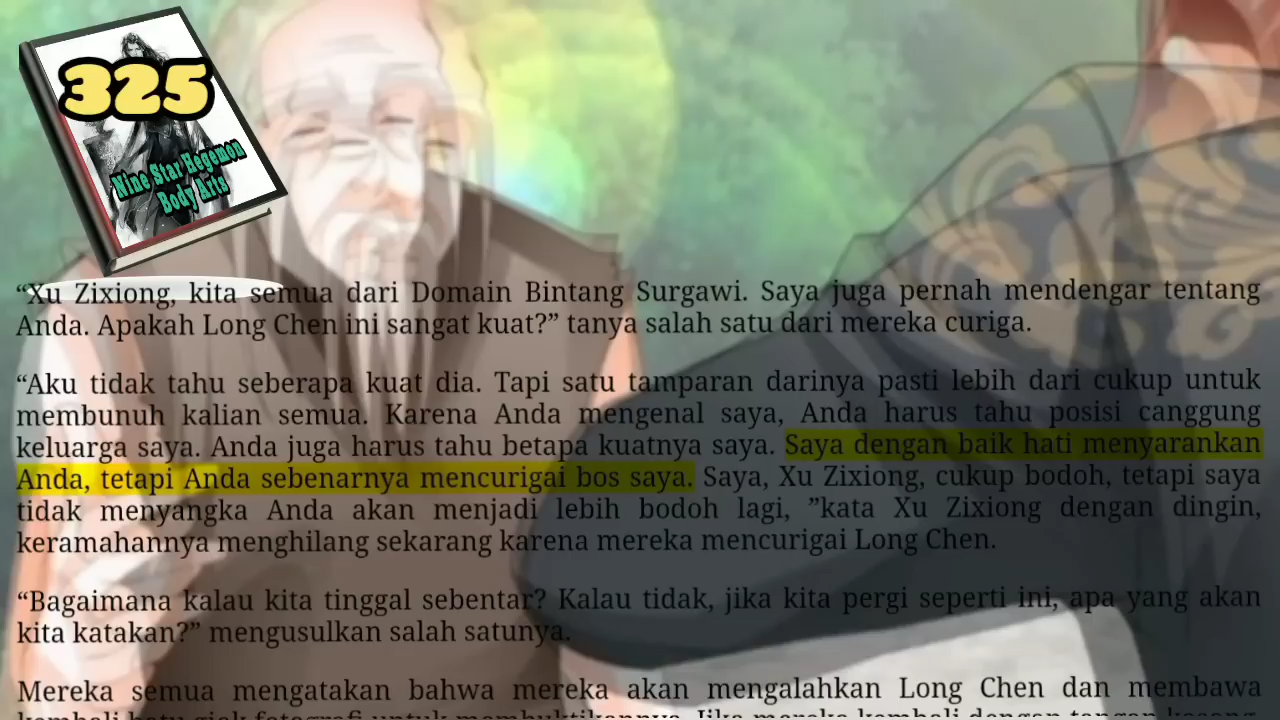 325
Nine Star Hegemon
Body Arts
“Xu Zixiong, kita semua dari Domain Bintang Surgawi. Saya juga pernah mendengar tentang
Anda. Apakah Long Chen ini sangat kuat?” tanya salah satu dari mereka curiga.
“Aku tidak tahu seberapa kuat dia. Tapi satu tamparan darinya pasti lebih dari cukup untuk
membunuh kalian semua. Karena Anda mengenal saya, Anda harus tahu posisi canggung
keluarga saya. Anda juga harus tahu betapa kuatnya saya. Saya dengan baik hati menyarankan
Anda, tetapi Anda sebenarnya mencurigai bos saya. Saya, Xu Zixiong, cukup bodoh, tetapi saya
tidak menyangka Anda akan menjadi lebih bodoh lagi, ”kata Xu Zixiong dengan dingin,
keramahannya menghilang sekarang karena mereka mencurigai Long Chen.
“Bagaimana kalau kita tinggal sebentar? Kalau tidak, jika kita pergi seperti ini, apa yang akan
kita katakan?” mengusulkan salah satunya.
Mereka semua mengatakan bahwa mereka akan mengalahkan Long Chen dan membawa